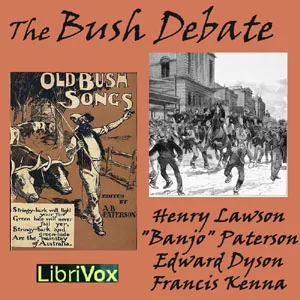 The Bush Debate
OLD BUSH
SONGS
EDITED
BY
A.B.
PATERSON
Stringy-bark will light
your fire
Green hide will never
fail yer
Stringy-bark and
green-hide
Are the mainstay
of Australia.
LibriVox
Henry Lawson
"Banjo" Paterson
Edward Dyson
Francis Kenna